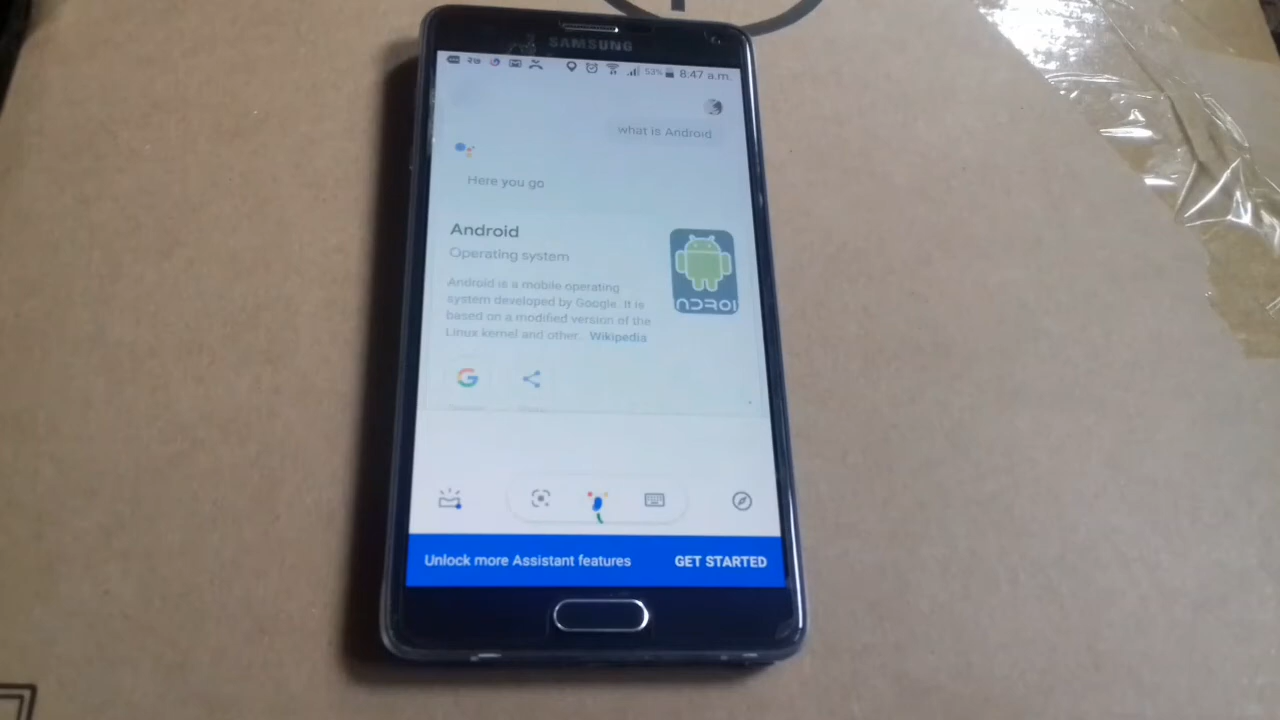 SAMSUNG
53% 8:47 a.m.
what is Android
Here you go
Android
Operating system
Android is a mobile operating
system developed by Google. It is
based on a modified version of the
Linux kernel and other... Wikipedia
NDROI
Unlock more Assistant features
GET STARTED